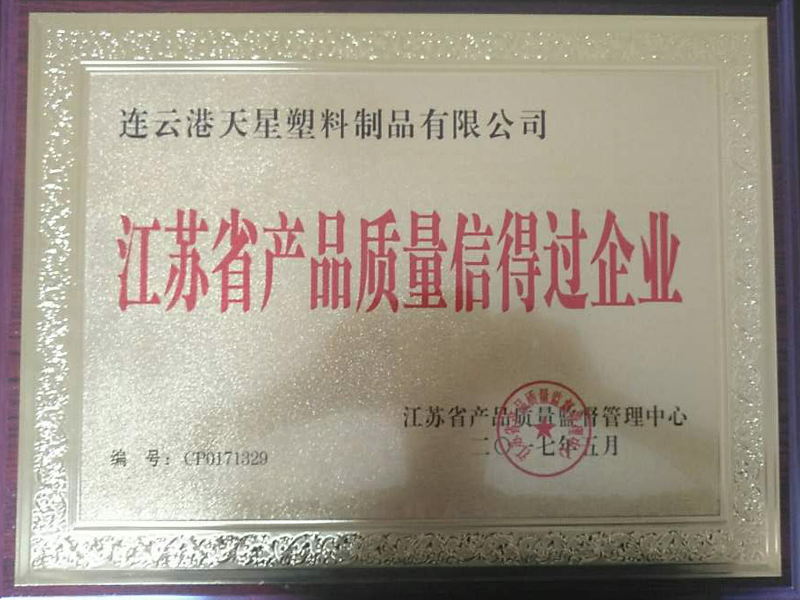 连云港天星塑料制品有限公司
江苏省产品质量信得过企业
江苏省产品质量监督管理中心
二〇一七年五月
编 号：CP0171329